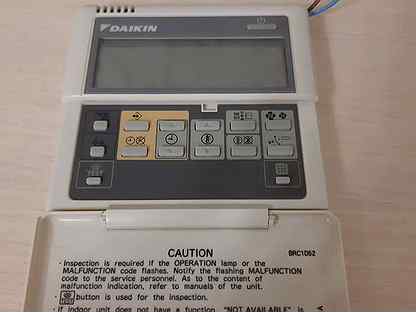 DAIKIN
TEST
CAUTION
BRC1D52
· Inspection is required if the OPERATION lamp or the
MALFUNCTION code flashes. Notify the flashing MALFUNCTION
code to the service personnel. As to the content of
malfunction indication, refer to manuals of the unit.
· button is used for the inspection.
· If indoor unit does not have a function, "NOT AVAILABLE" is